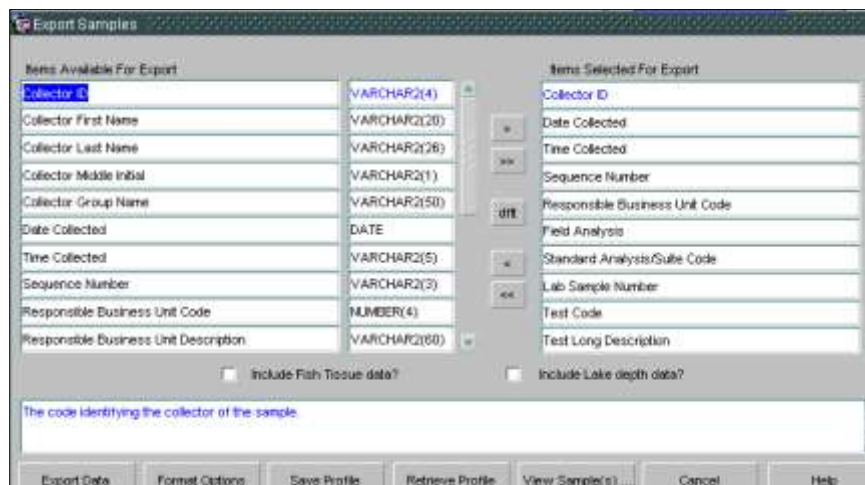 Export Samples
Items Available For Export
Items Selected For Export
Collector ID VARCHAR2(4)
Collector First Name VARCHAR2(20)
Collector Last Name VARCHAR2(26)
Collector Middle Initial VARCHAR2(1)
Collector Group Name VARCHAR2(50)
Date Collected DATE
Time Collected VARCHAR2(5)
Sequence Number VARCHAR2(3)
Responsible Business Unit Code NUMBER(4)
Responsible Business Unit Description VARCHAR2(60)
>
>>
dflt
<
<<
Collector ID
Date Collected
Time Collected
Sequence Number
Responsible Business Unit Code
Field Analysis
Standard Analysis/Suite Code
Lab Sample Number
Test Code
Test Long Description
Include Fish Tissue data?
Include Lake depth data?
The code identifying the collector of the sample.
Export Data
Format Options
Save Profile
Retrieve Profile
View Sample(s)....
Cancel
Help